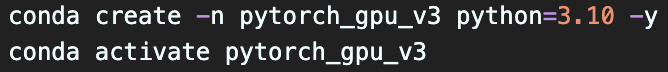 conda create -n pytorch_gpu_v3 python=3.10 -y
conda activate pytorch_gpu_v3